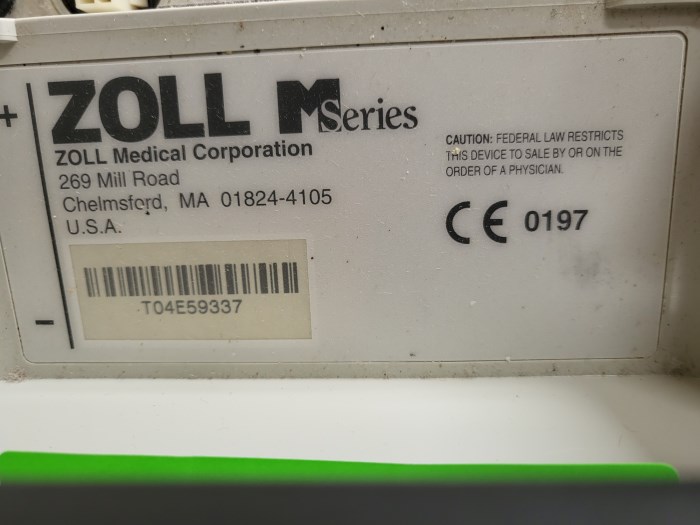 +
ZOLL M Series
ZOLL Medical Corporation
269 Mill Road
Chelmsford, MA 01824-4105
U.S.A.
T04E59337
-
CAUTION: FEDERAL LAW RESTRICTS
THIS DEVICE TO SALE BY OR ON THE
ORDER OF A PHYSICIAN.
CE 0197